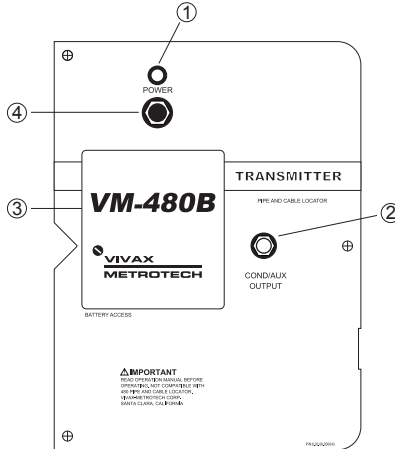 1
POWER
4
TRANSMITTER
3
VM-480B
PIPE AND CABLE LOCATOR
2
VIVAX
METROTECH
COND/AUX
OUTPUT
BATTERY ACCESS
IMPORTANT
READ OPERATION MANUAL BEFORE
OPERATING, NOT COMPATIBLE WITH
480 PIPE AND CABLE LOCATOR.
VIVAX-METROTECH CORP.
SANTA CLARA, CALIFORNIA